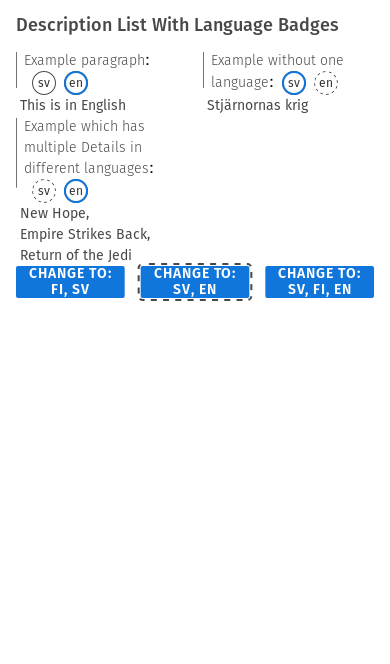 Description List With Language Badges
Example paragraph:
sv en
This is in English
Example without one
language: sv en
Stjärnornas krig
Example which has
multiple Details in
different languages:
sv en
New Hope,
Empire Strikes Back,
Return of the Jedi
CHANGE TO:
FI, SV
CHANGE TO:
SV, EN
CHANGE TO:
SV, FI, EN